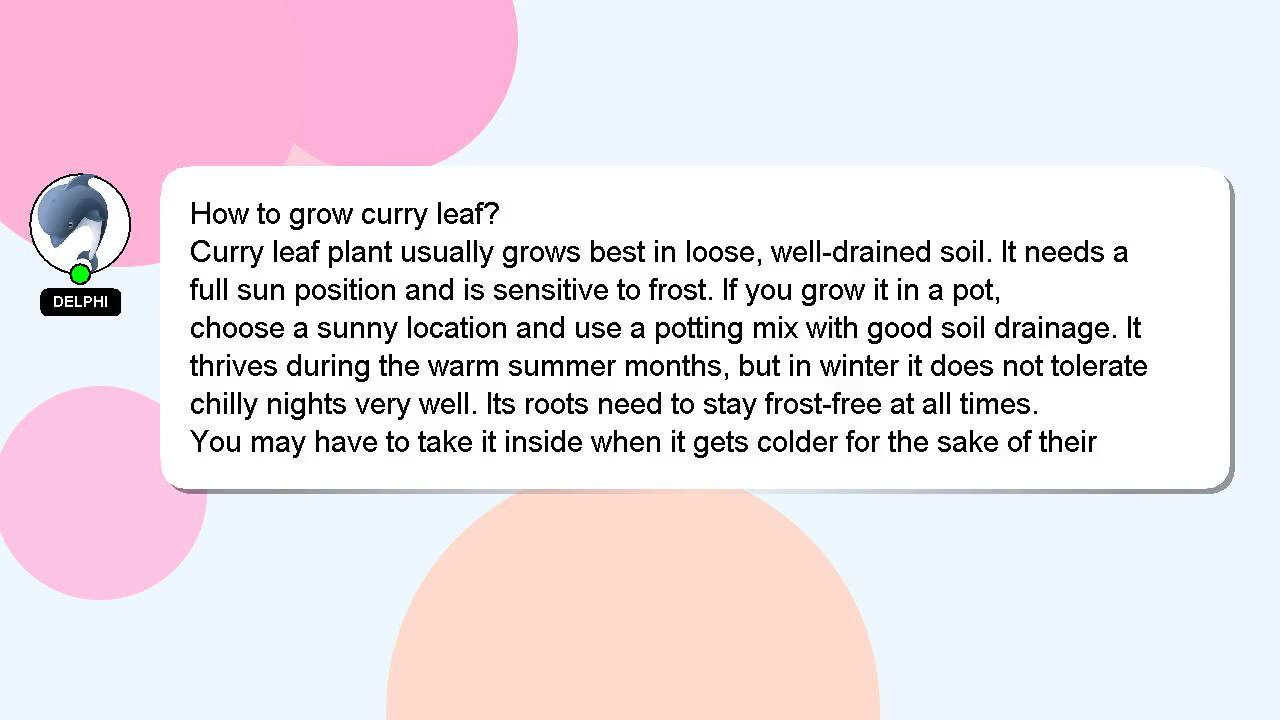 How to grow curry leaf?
Curry leaf plant usually grows best in loose, well-drained soil. It needs a
full sun position and is sensitive to frost. If you grow it in a pot,
choose a sunny location and use a potting mix with good soil drainage. It
thrives during the warm summer months, but in winter it does not tolerate
chilly nights very well. Its roots need to stay frost-free at all times.
You may have to take it inside when it gets colder for the sake of their
DELPHI